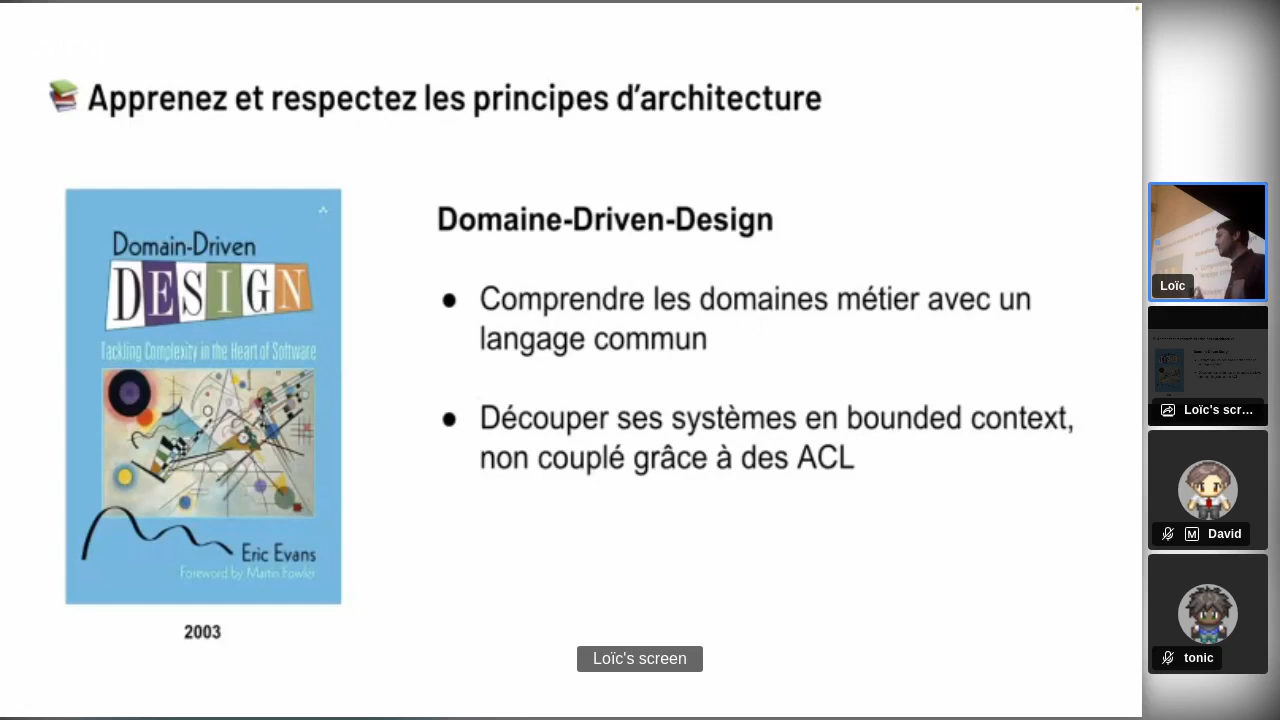 📚 Apprenez et respectez les principes d'architecture
Domain-Driven
DESIGN
Tackling Complexity in the Heart of Software
Eric Evans
Foreword by Martin Fowler
2003
Domaine-Driven-Design
● Comprendre les domaines métier avec un
langage commun
● Découper ses systèmes en bounded context,
non couplé grâce à des ACL
Loïc's screen
Loïc
Loïc's scr...
M David
tonic